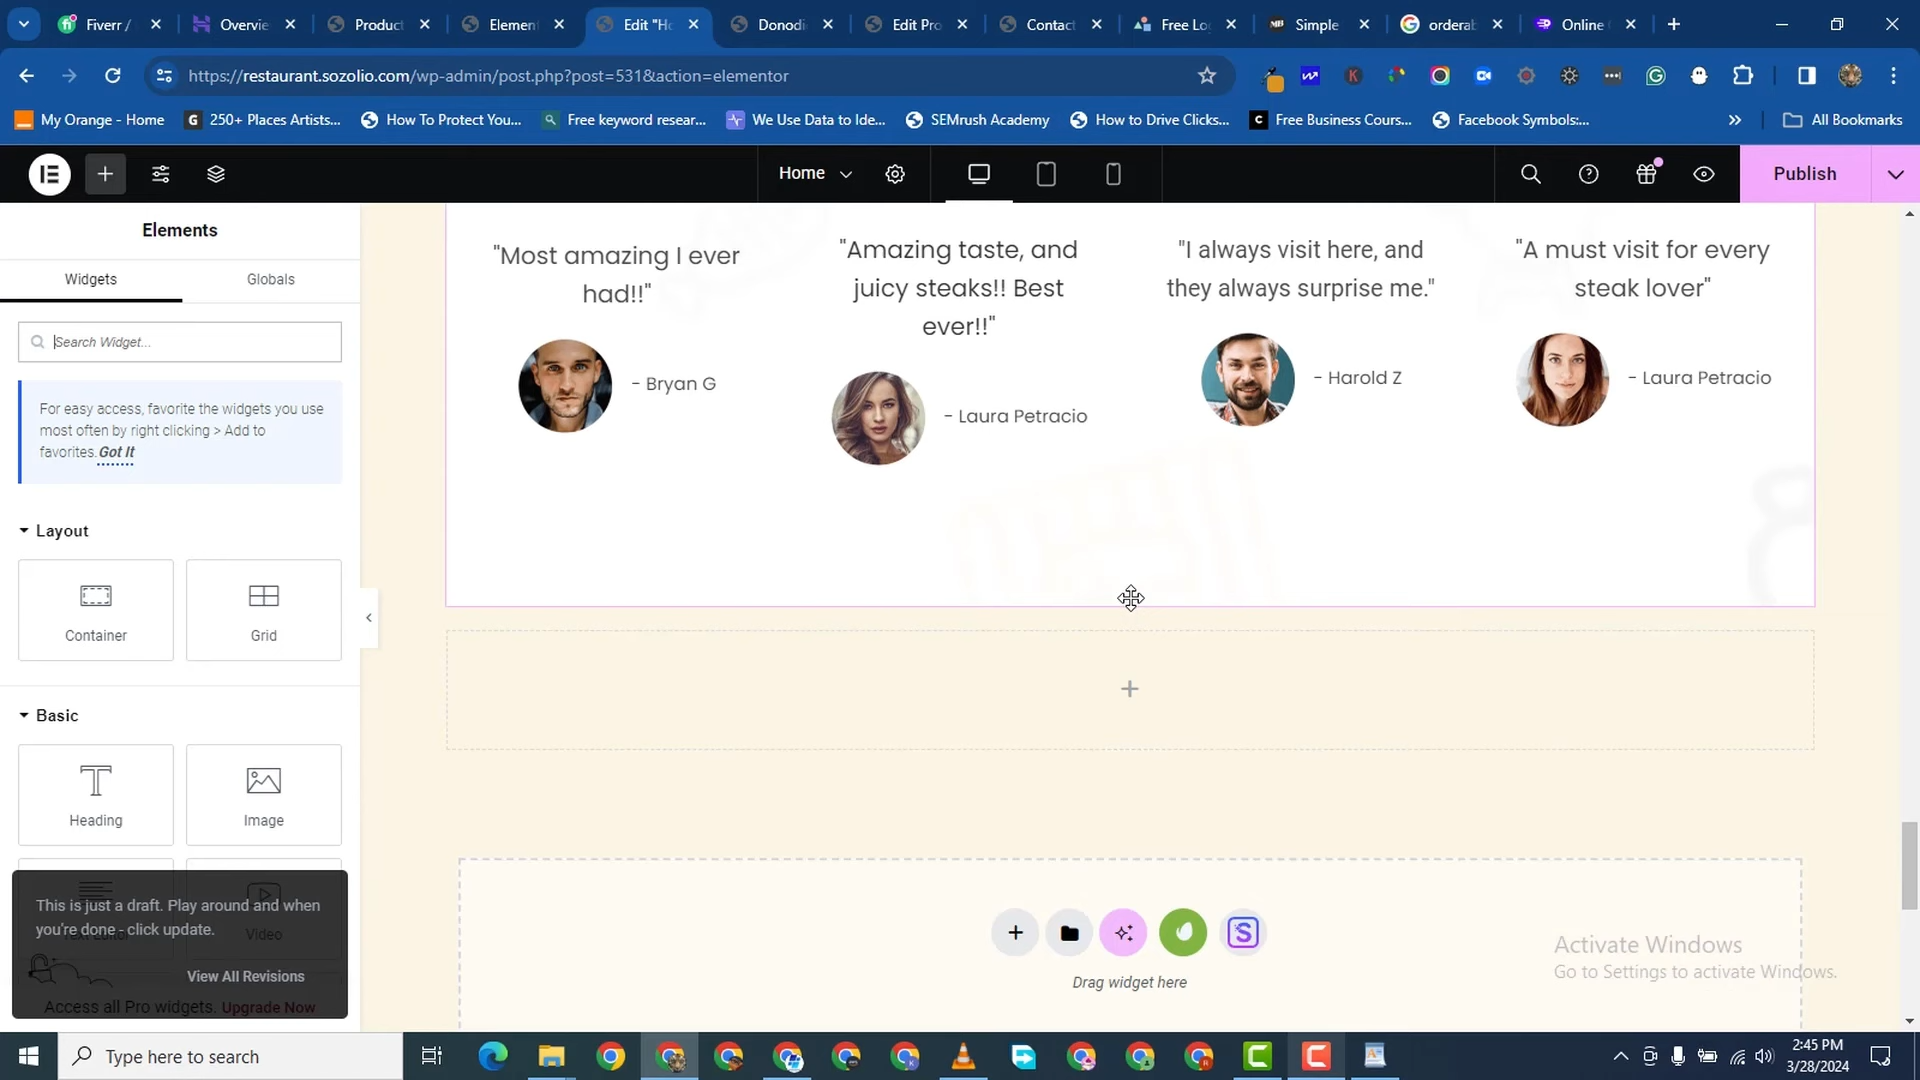 Fiverr /
Overvie
Product
Element
Edit "Ho
Donodi
Edit Pro
Contact
Free Lo
Simple
orderab
Online
https://restaurant.sozolio.com/wp-admin/post.php?post=531&action=elementor
My Orange - Home
250+ Places Artists...
How To Protect You...
Free keyword resear...
We Use Data to Ide...
SEMrush Academy
How to Drive Clicks...
Free Business Cours...
Facebook Symbols:...
All Bookmarks
Home
Publish
Elements
Widgets
Globals
Search Widget...
For easy access, favorite the widgets you use
most often by right clicking > Add to
favorites. Got It
Layout
Container
Grid
Basic
Heading
Image
Text Editor
Video
This is just a draft. Play around and when
you're done - click update.
View All Revisions
Access all Pro widgets. Upgrade Now
"Most amazing I ever
had!!"
- Bryan G
"Amazing taste, and
juicy steaks!! Best
ever!!"
- Laura Petracio
"I always visit here, and
they always surprise me."
- Harold Z
"A must visit for every
steak lover"
- Laura Petracio
Drag widget here
Activate Windows
Go to Settings to activate Windows.
Type here to search
2:45 PM
3/28/2024